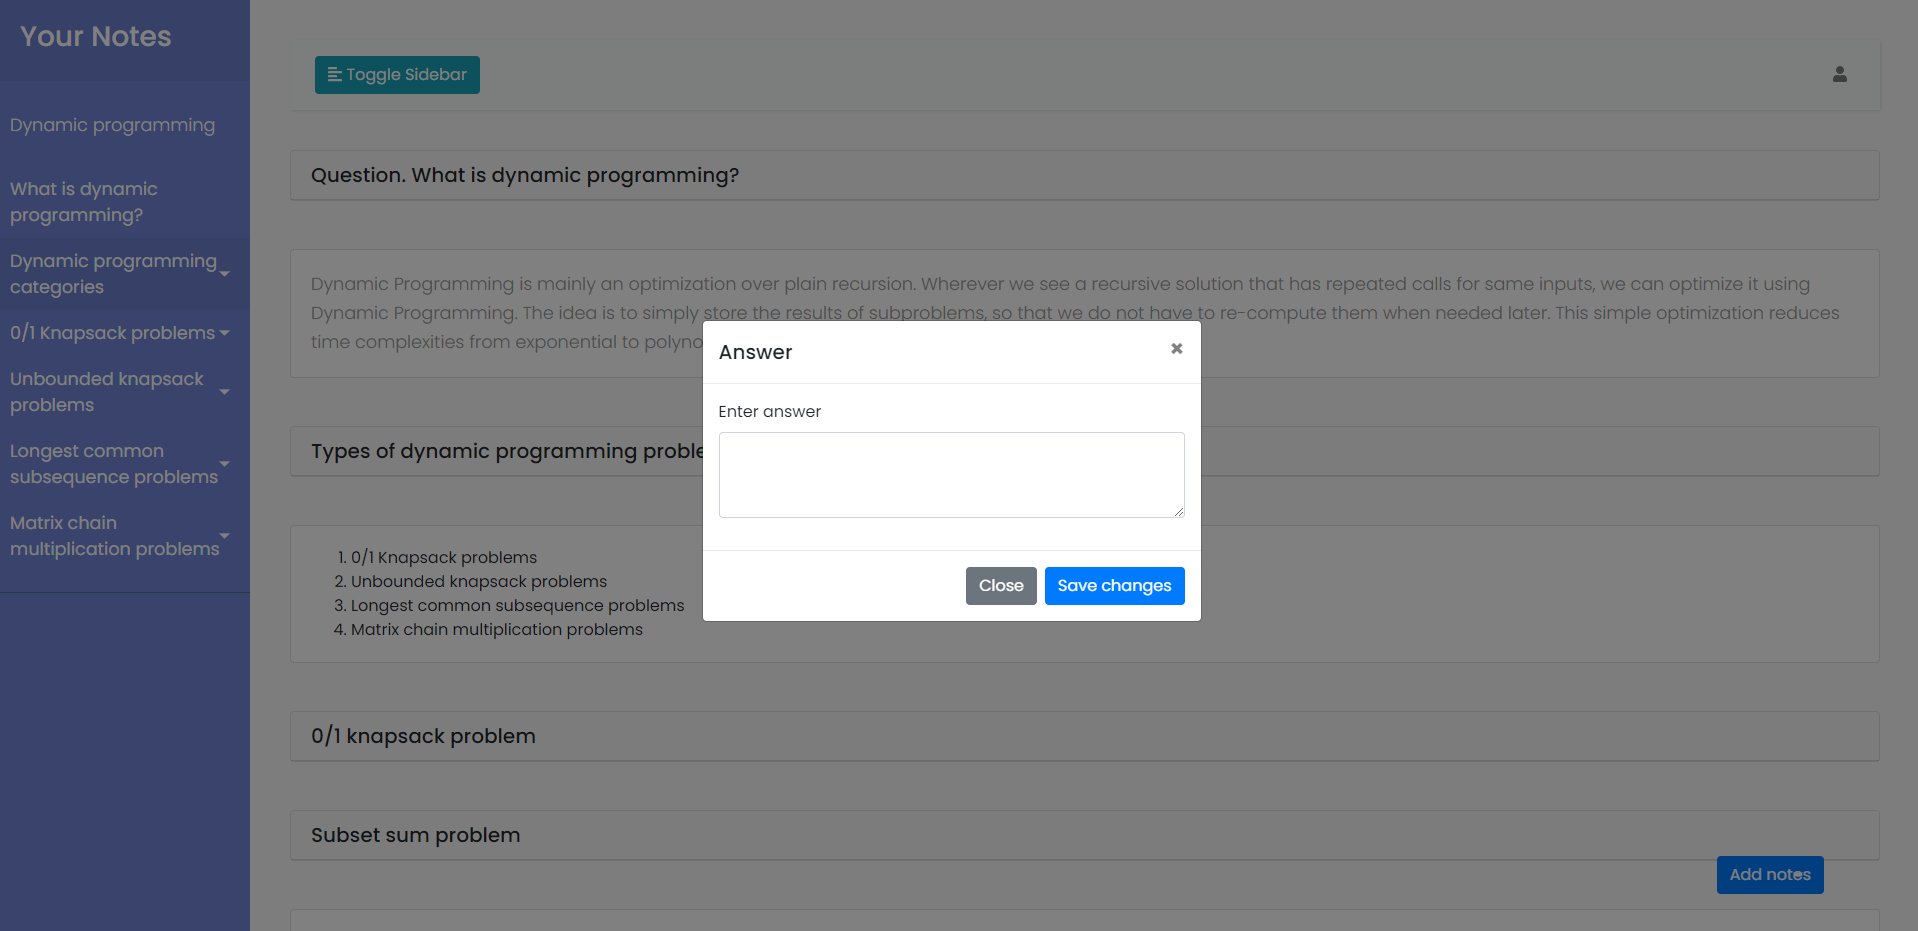 Your Notes
Dynamic programming
What is dynamic
programming?
Dynamic programming
categories
0/1 Knapsack problems
Unbounded knapsack
problems
Longest common
subsequence problems
Matrix chain
multiplication problems
Toggle Sidebar
Question. What is dynamic programming?
Dynamic Programming is mainly an optimization over plain recursion. Wherever we see a recursive solution that has repeated calls for same inputs, we can optimize it using
Dynamic Programming. The idea is to simply store the results of subproblems, so that we do not have to re-compute them when needed later. This simple optimization reduces
time complexities from exponential to
Types of dynamic programming
1. 0/1 Knapsack problems
2. Unbounded knapsack problems
3. Longest common subsequence problems
4. Matrix chain multiplication problems
0/1 knapsack problem
Subset sum problem
Add notes
Answer
×
Enter answer
Close
Save changes